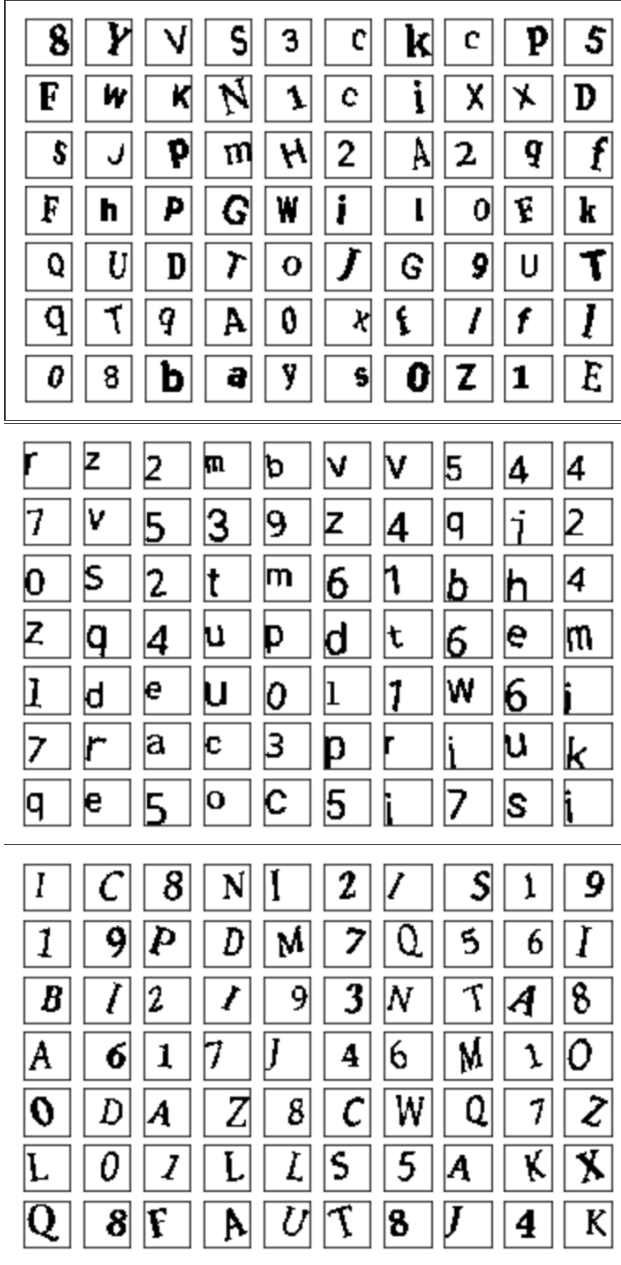 8 Y V S 3 C k c P 5
F W K N 1 c i X X D
S J P m H 2 A 2 q f
F h P G W i I 0 E k
Q U D T O J G 9 U T
q T q A 0 x f I f I
0 8 b a y s 0 Z 1 E
r z 2 m b v V 5 4 4
7 v 5 3 9 z 4 q j 2
0 S 2 t m 6 1 b h 4
z q 4 u p d t 6 e m
1 d e u 0 1 1 w 6 i
7 r a c 3 p r i u k
q e 5 o c 5 i 7 s i
I C 8 N I 2 I S 1 9
1 9 P D M 7 Q 5 6 I
B I 2 I 9 3 N T A 8
A 6 1 7 J 4 6 M 1 O
0 D A Z 8 C W Q 7 Z
L 0 1 L L S 5 A K X
Q 8 F A U T 8 J 4 K